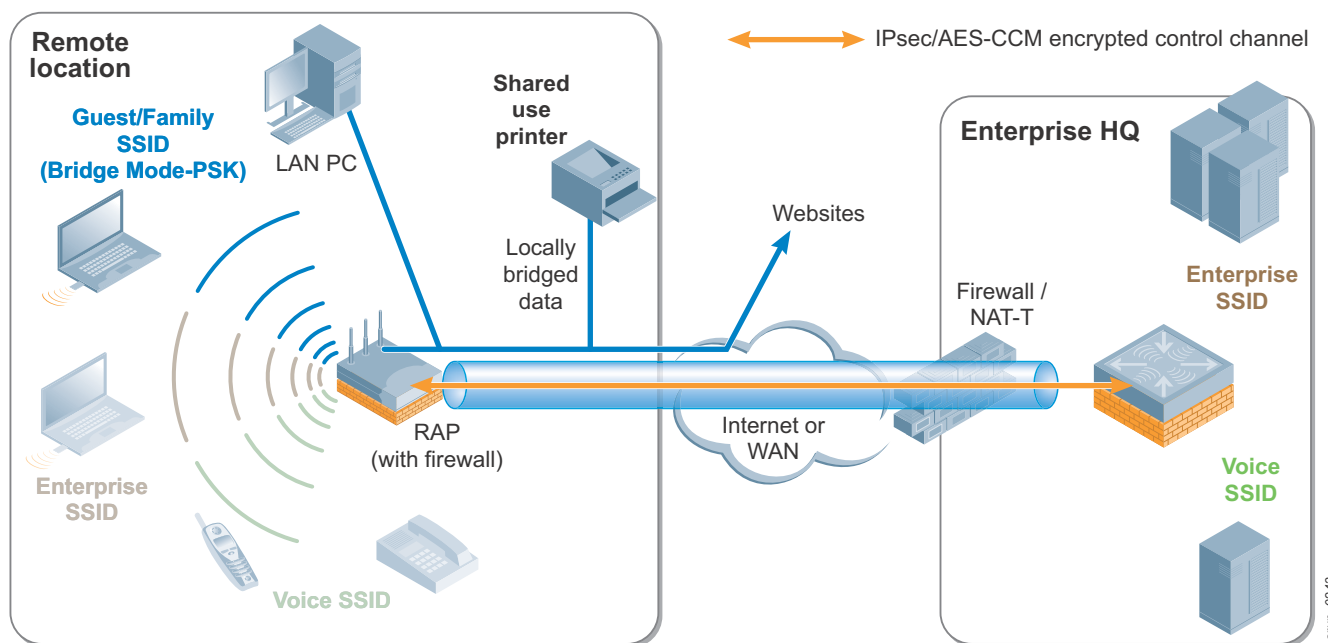 Remote
location
IPsec/AES-CCM encrypted control channel
Guest/Family
SSID
(Bridge Mode-PSK)
LAN PC
Shared
use
printer
Enterprise HQ
Websites
Locally
bridged
data
Firewall /
NAT-T
Enterprise
SSID
RAP
(with firewall)
Internet or
WAN
Enterprise
SSID
Voice
SSID
Voice SSID